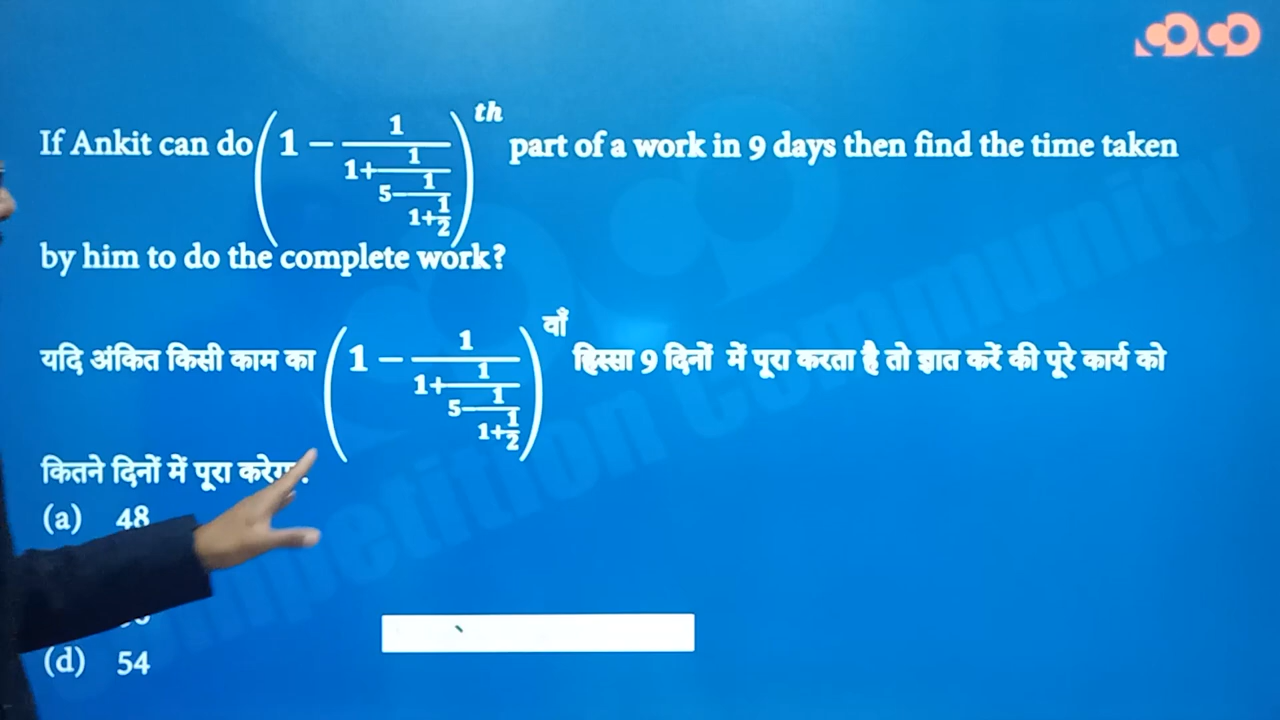 If Ankit can do (1 - 1/(1+1/(5-1/(1+1/2))))^th part of a work in 9 days then find the time taken
by him to do the complete work?
यदि अंकित किसी काम का (1 - 1/(1+1/(5-1/(1+1/2))))^वाँ हिस्सा 9 दिनों में पूरा करता है तो ज्ञात करें की पूरे कार्य को
कितने दिनों में पूरा
(a) 48
(d) 54
Competition Community